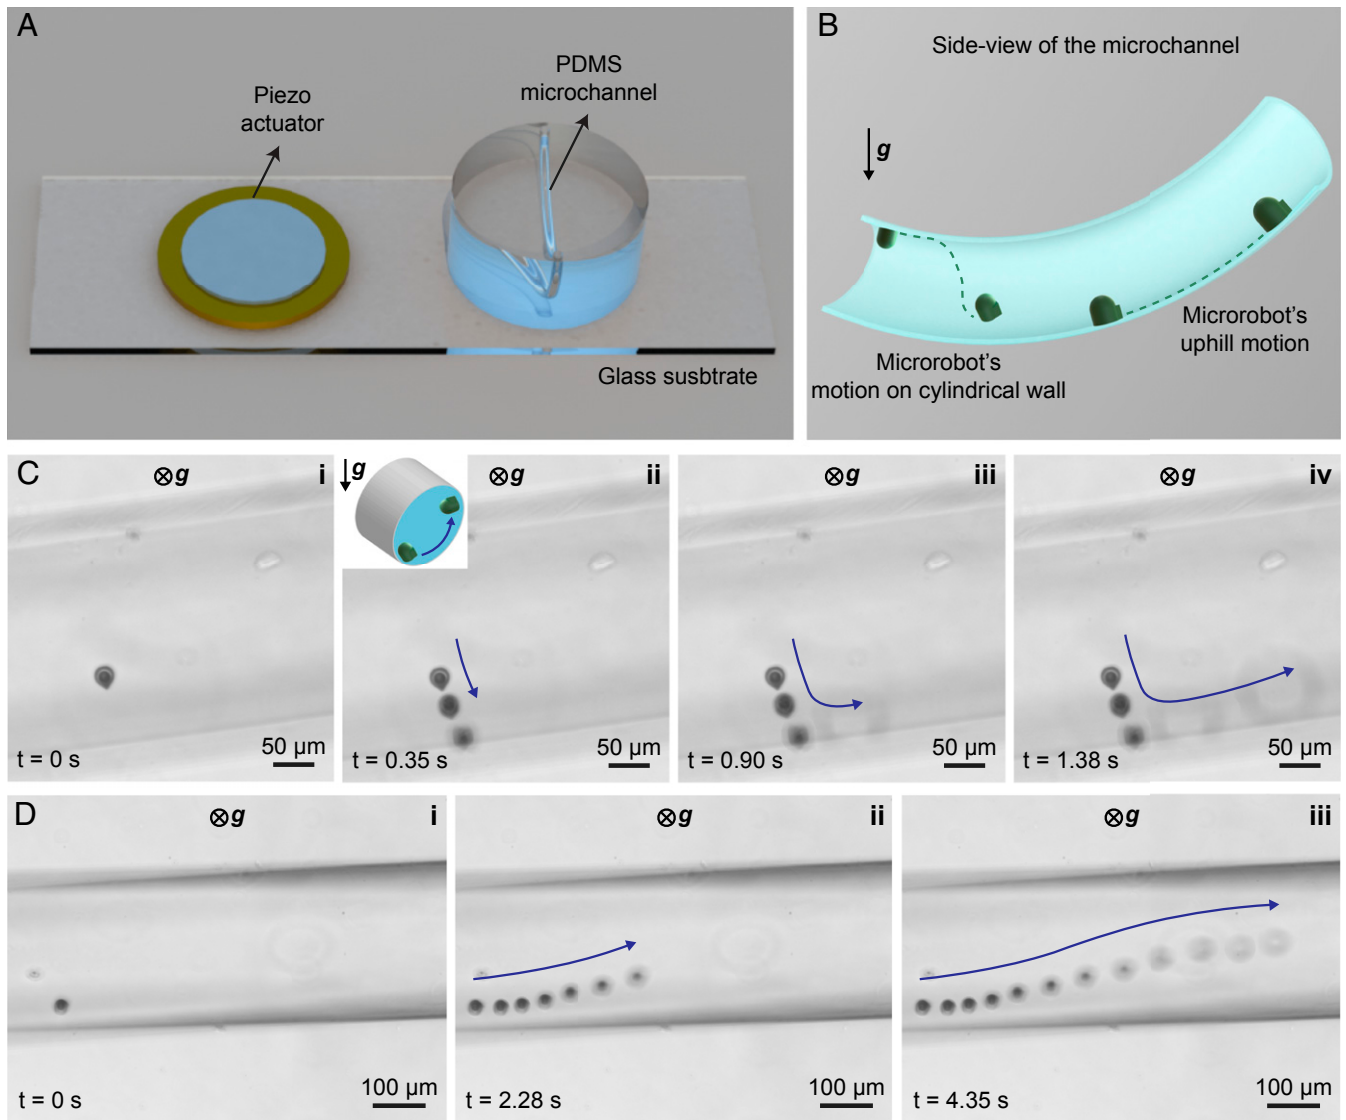 A
Piezo
actuator
PDMS
microchannel
Glass susbtrate
B
Side-view of the microchannel
g
Microrobot's
uphill motion
Microrobot's
motion on cylindrical wall
C
⊗g
i
t = 0 s
50 µm
g
⊗g
ii
t = 0.35 s
50 µm
⊗g
iii
t = 0.90 s
50 µm
⊗g
iv
t = 1.38 s
50 µm
D
⊗g
i
t = 0 s
100 µm
⊗g
ii
t = 2.28 s
100 µm
⊗g
iii
t = 4.35 s
100 µm